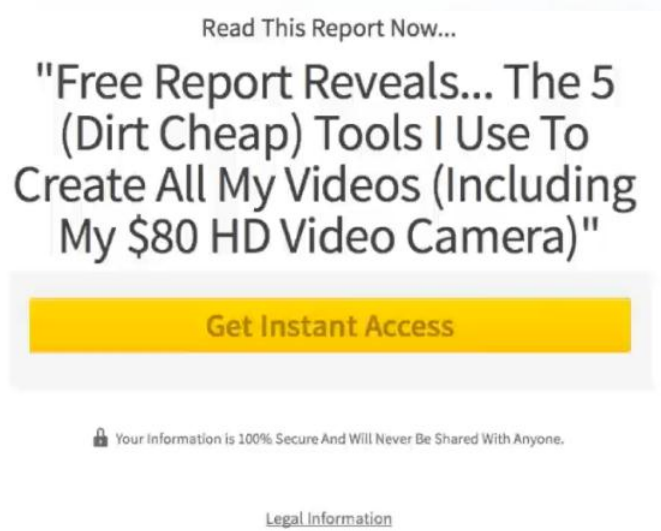 Read This Report Now...
"Free Report Reveals... The 5
(Dirt Cheap) Tools I Use To
Create All My Videos (Including
My $80 HD Video Camera)"
Get Instant Access
Your Information is 100% Secure And Will Never Be Shared With Anyone.
Legal Information